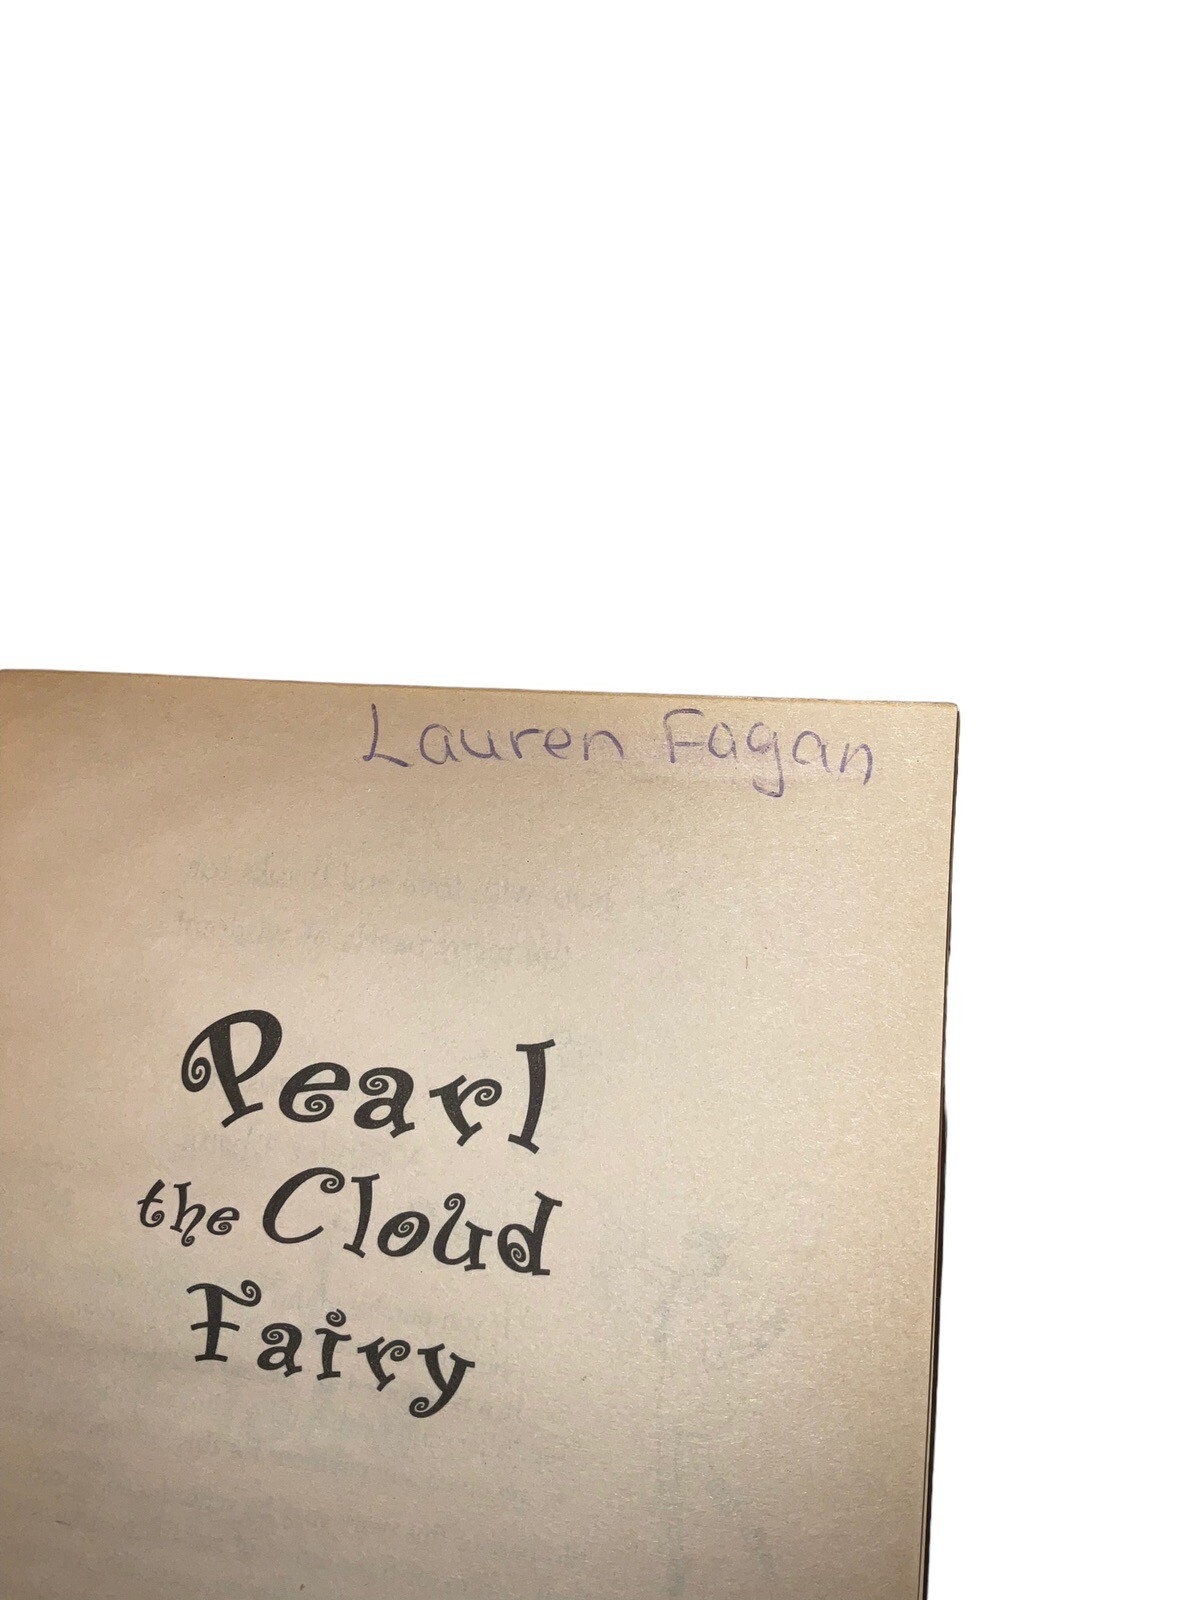 Lauren Fagan
Pearl
the Cloud
Fairy